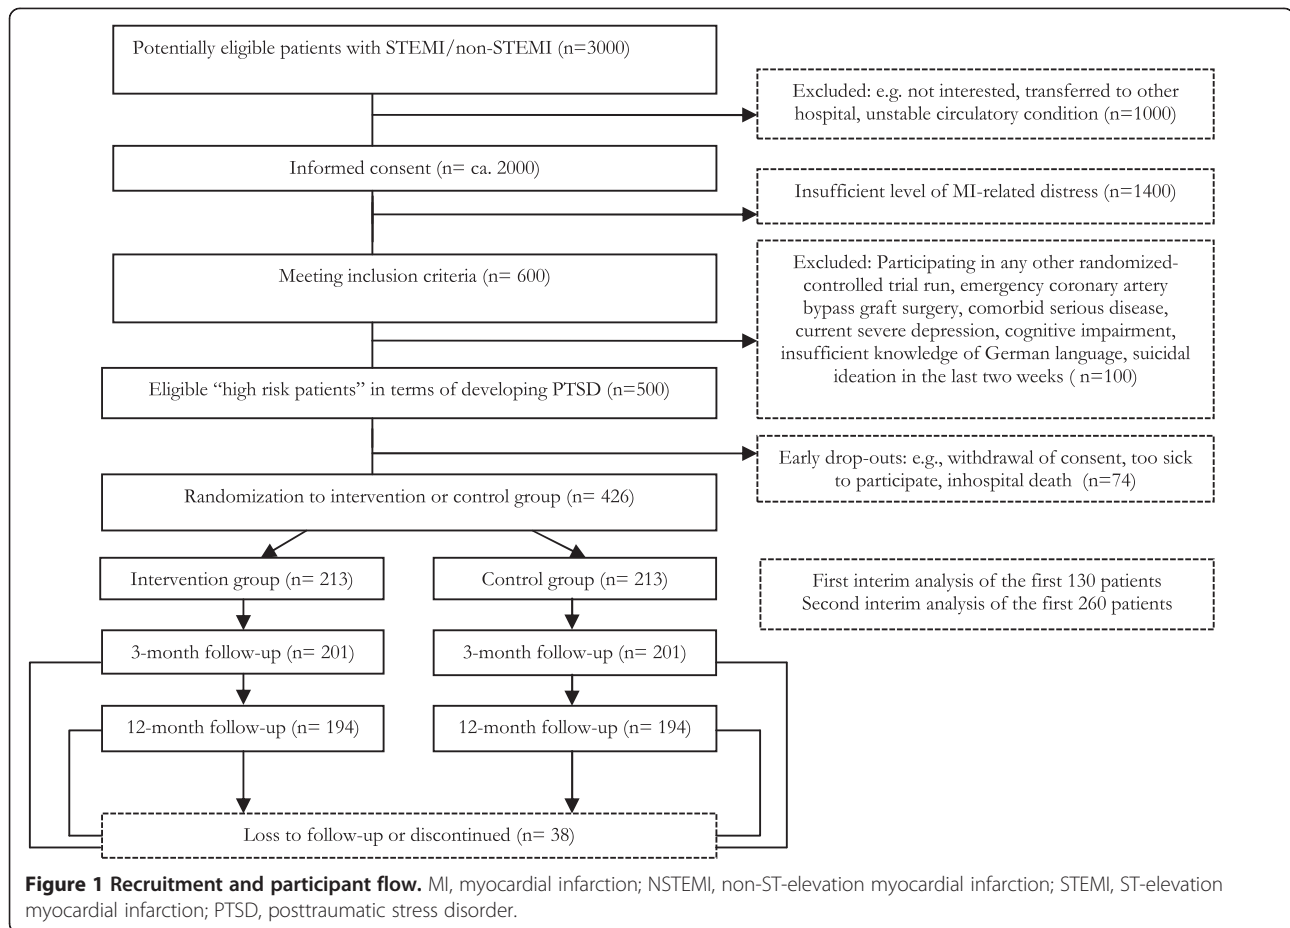 Potentially eligible patients with STEMI/non-STEMI (n=3000)
Excluded: e.g. not interested, transferred to other
hospital, unstable circulatory condition (n=1000)
Informed consent (n= ca. 2000)
Insufficient level of MI-related distress (n=1400)
Meeting inclusion criteria (n= 600)
Excluded: Participating in any other randomized-
controlled trial run, emergency coronary artery
bypass graft surgery, comorbid serious disease,
current severe depression, cognitive impairment,
insufficient knowledge of German language, suicidal
ideation in the last two weeks ( n=100)
Eligible “high risk patients” in terms of developing PTSD (n=500)
Early drop-outs: e.g., withdrawal of consent, too sick
to participate, inhospital death (n=74)
Randomization to intervention or control group (n= 426)
Intervention group (n= 213)
Control group (n= 213)
First interim analysis of the first 130 patients
Second interim analysis of the first 260 patients
3-month follow-up (n= 201)
3-month follow-up (n= 201)
12-month follow-up (n= 194)
12-month follow-up (n= 194)
Loss to follow-up or discontinued (n= 38)
Figure 1 Recruitment and participant flow. MI, myocardial infarction; NSTEMI, non-ST-elevation myocardial infarction; STEMI, ST-elevation
myocardial infarction; PTSD, posttraumatic stress disorder.